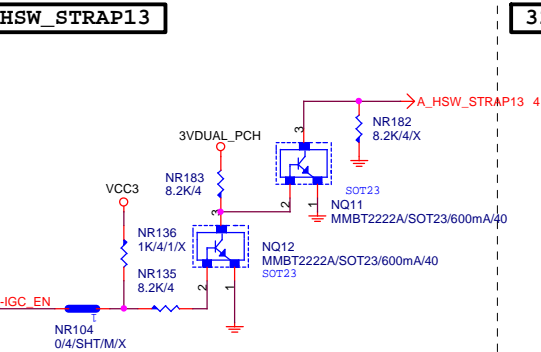 HSW_STRAP13
3
A_HSW_STRAP13 4
3
NR182
8.2K/4/X
3VDUAL_PCH
NR183
8.2K/4
SOT23
2
1
NQ11
MMBT2222A/SOT23/600mA/40
VCC3
3
NR136
1K/4/1/X
NQ12
MMBT2222A/SOT23/600mA/40
SOT23
NR135
8.2K/4
2
1
-IGC_EN
NR104
0/4/SHT/M/X